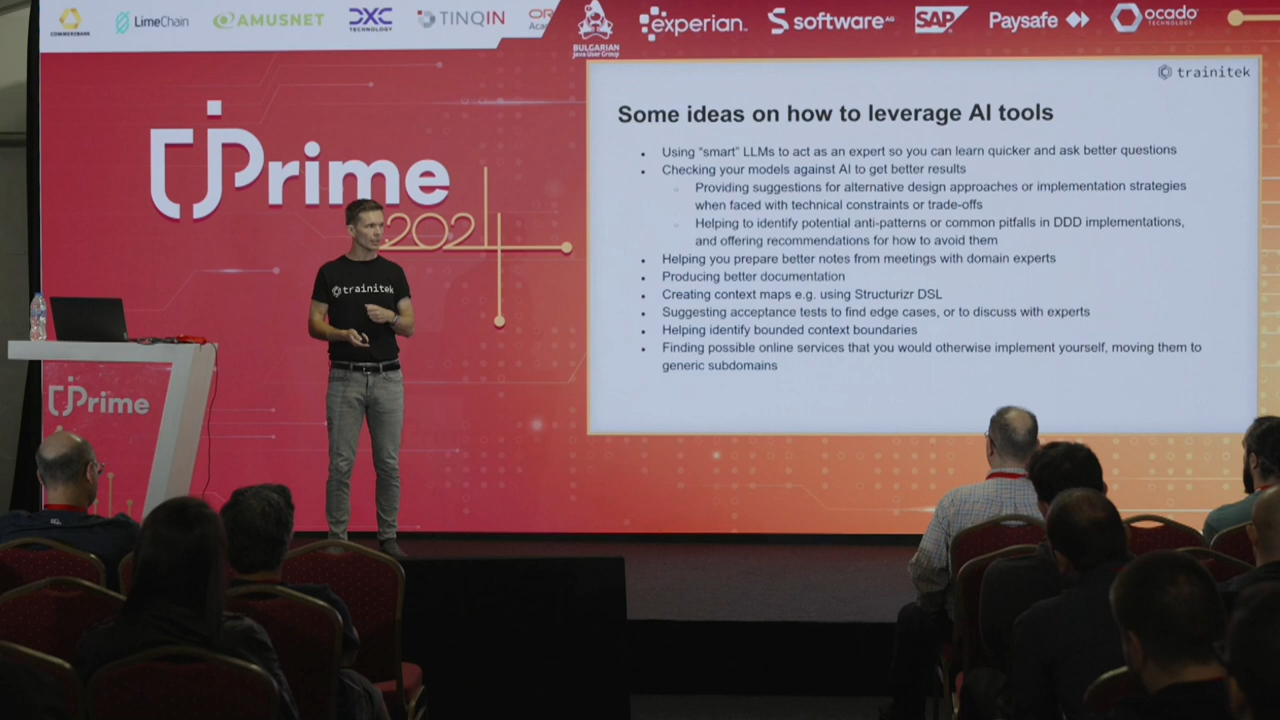 COMMERZBANK
LimeChain
AMUSNET
DXC
TECHNOLOGY
TINQIN
BULGARIAN
Java User Group
experian.
software AG
SAP
Paysafe
ocado
TECHNOLOGY
trainitek
JPrime
2024
Some ideas on how to leverage AI tools
Using “smart” LLMs to act as an expert so you can learn quicker and ask better questions
Checking your models against AI to get better results
Providing suggestions for alternative design approaches or implementation strategies
when faced with technical constraints or trade-offs
Helping to identify potential anti-patterns or common pitfalls in DDD implementations,
and offering recommendations for how to avoid them
Helping you prepare better notes from meetings with domain experts
Producing better documentation
Creating context maps e.g. using Structurizr DSL
Suggesting acceptance tests to find edge cases, or to discuss with experts
Helping identify bounded context boundaries
Finding possible online services that you would otherwise implement yourself, moving them to
generic subdomains
trainitek
JPrime